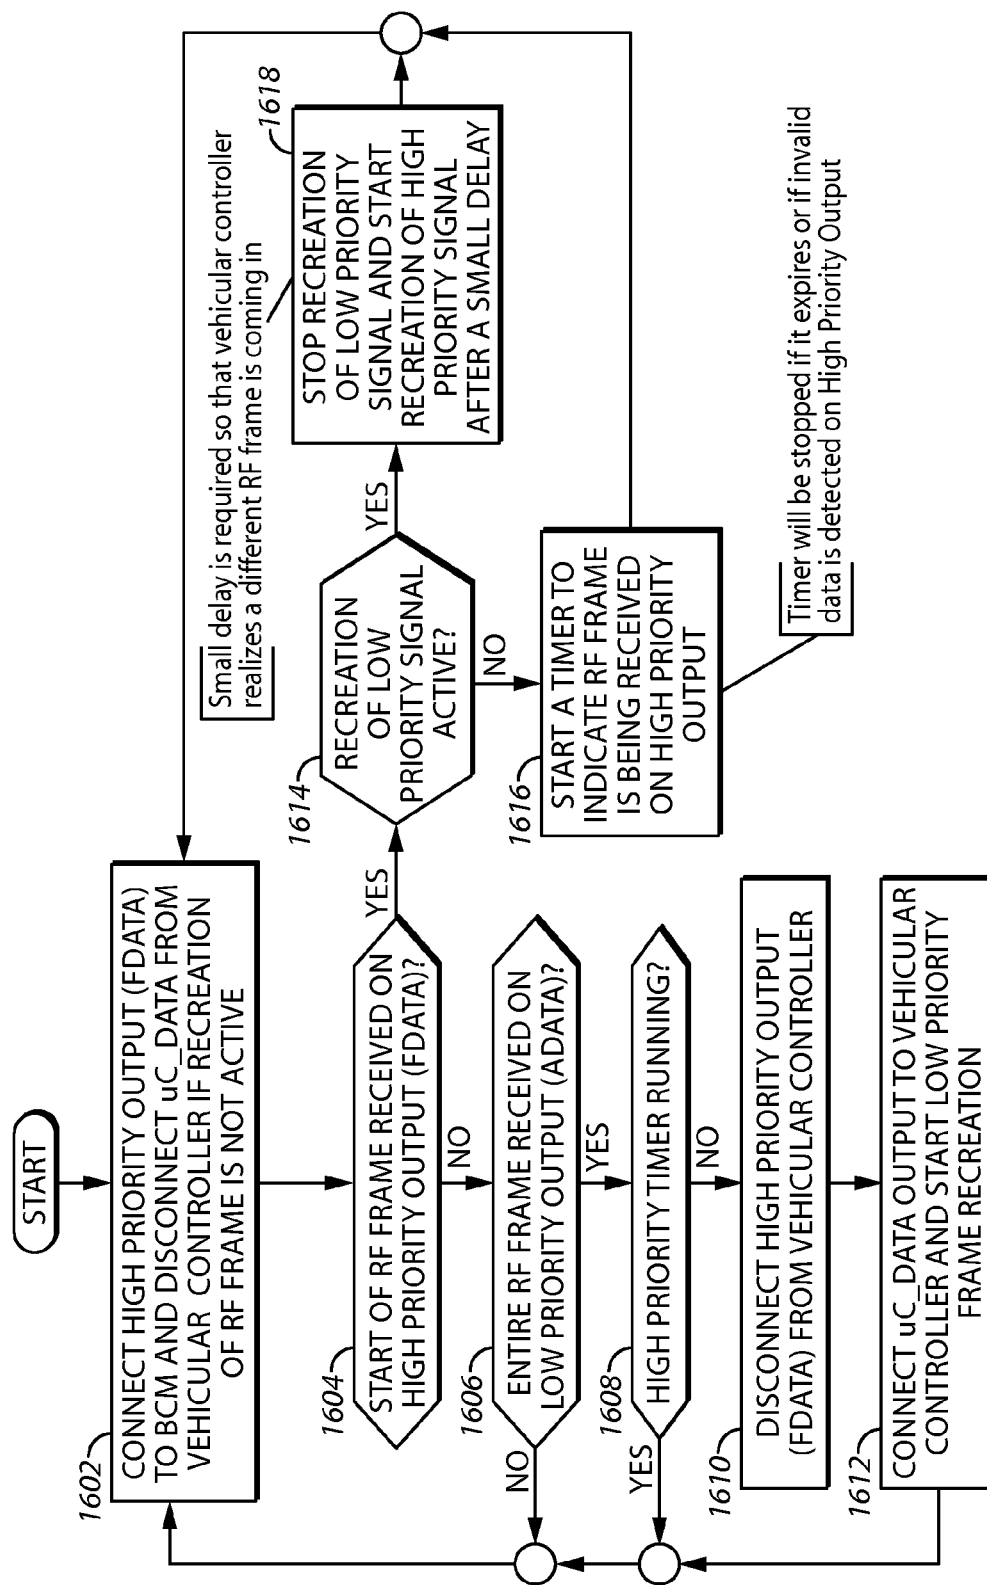 START
1602
CONNECT HIGH PRIORITY OUTPUT (FDATA)
TO BCM AND DISCONNECT uC_DATA FROM
VEHICULAR CONTROLLER IF RECREATION
OF RF FRAME IS NOT ACTIVE
1604
START OF RF FRAME RECEIVED ON
HIGH PRIORITY OUTPUT (FDATA)?
YES
NO
1606
ENTIRE RF FRAME RECEIVED ON
LOW PRIORITY OUTPUT (ADATA)?
NO
YES
1608
HIGH PRIORITY TIMER RUNNING?
YES
NO
1610
DISCONNECT HIGH PRIORITY OUTPUT
(FDATA) FROM VEHICULAR CONTROLLER
1612
CONNECT uC_DATA OUTPUT TO VEHICULAR
CONTROLLER AND START LOW PRIORITY
FRAME RECREATION
1614
RECREATION
OF LOW
PRIORITY SIGNAL
ACTIVE?
YES
NO
1616
START A TIMER TO
INDICATE RF FRAME
IS BEING RECEIVED
ON HIGH PRIORITY
OUTPUT
Timer will be stopped if it expires or if invalid
data is detected on High Priority Output
Small delay is required so that vehicular controller
realizes a different RF frame is coming in
1618
STOP RECREATION
OF LOW PRIORITY
SIGNAL AND START
RECREATION OF HIGH
PRIORITY SIGNAL
AFTER A SMALL DELAY